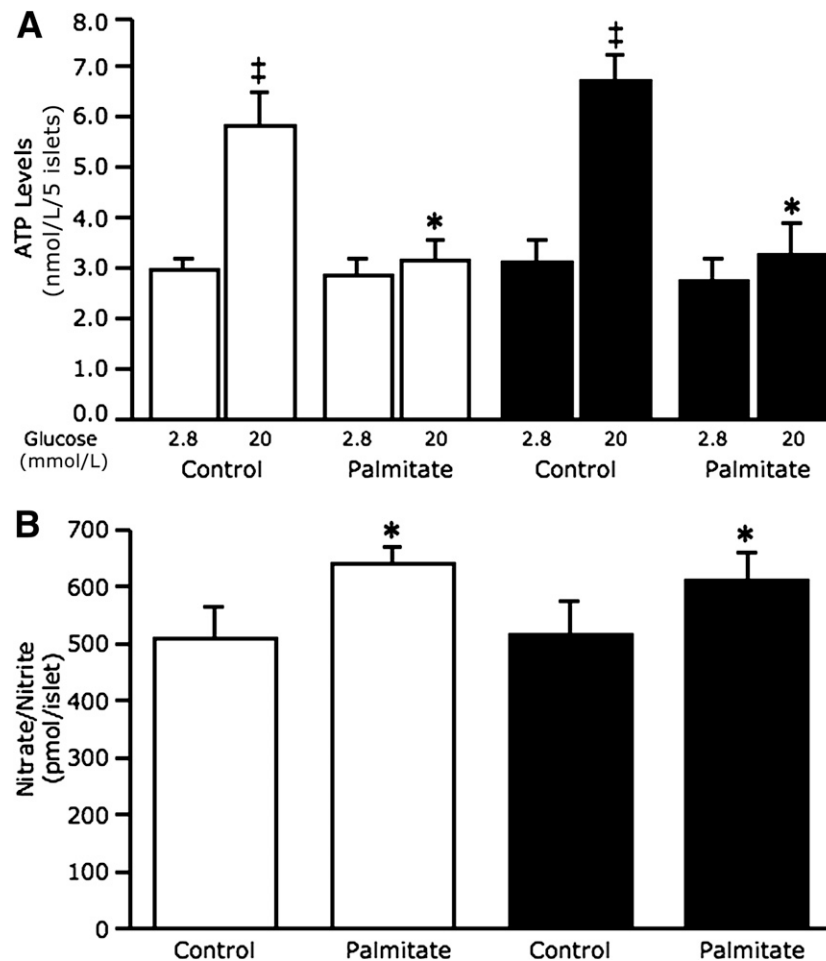 A
8.0
7.0
6.0
5.0
4.0
3.0
2.0
1.0
0.0
ATP Levels
(nmol/L/5 islets)
‡
*
‡
*
Glucose 2.8 20 2.8 20 2.8 20 2.8 20
(mmol/L) Control Palmitate Control Palmitate
B
700
600
500
400
300
200
100
0
Nitrate/Nitrite
(pmol/islet)
*
*
Control Palmitate Control Palmitate